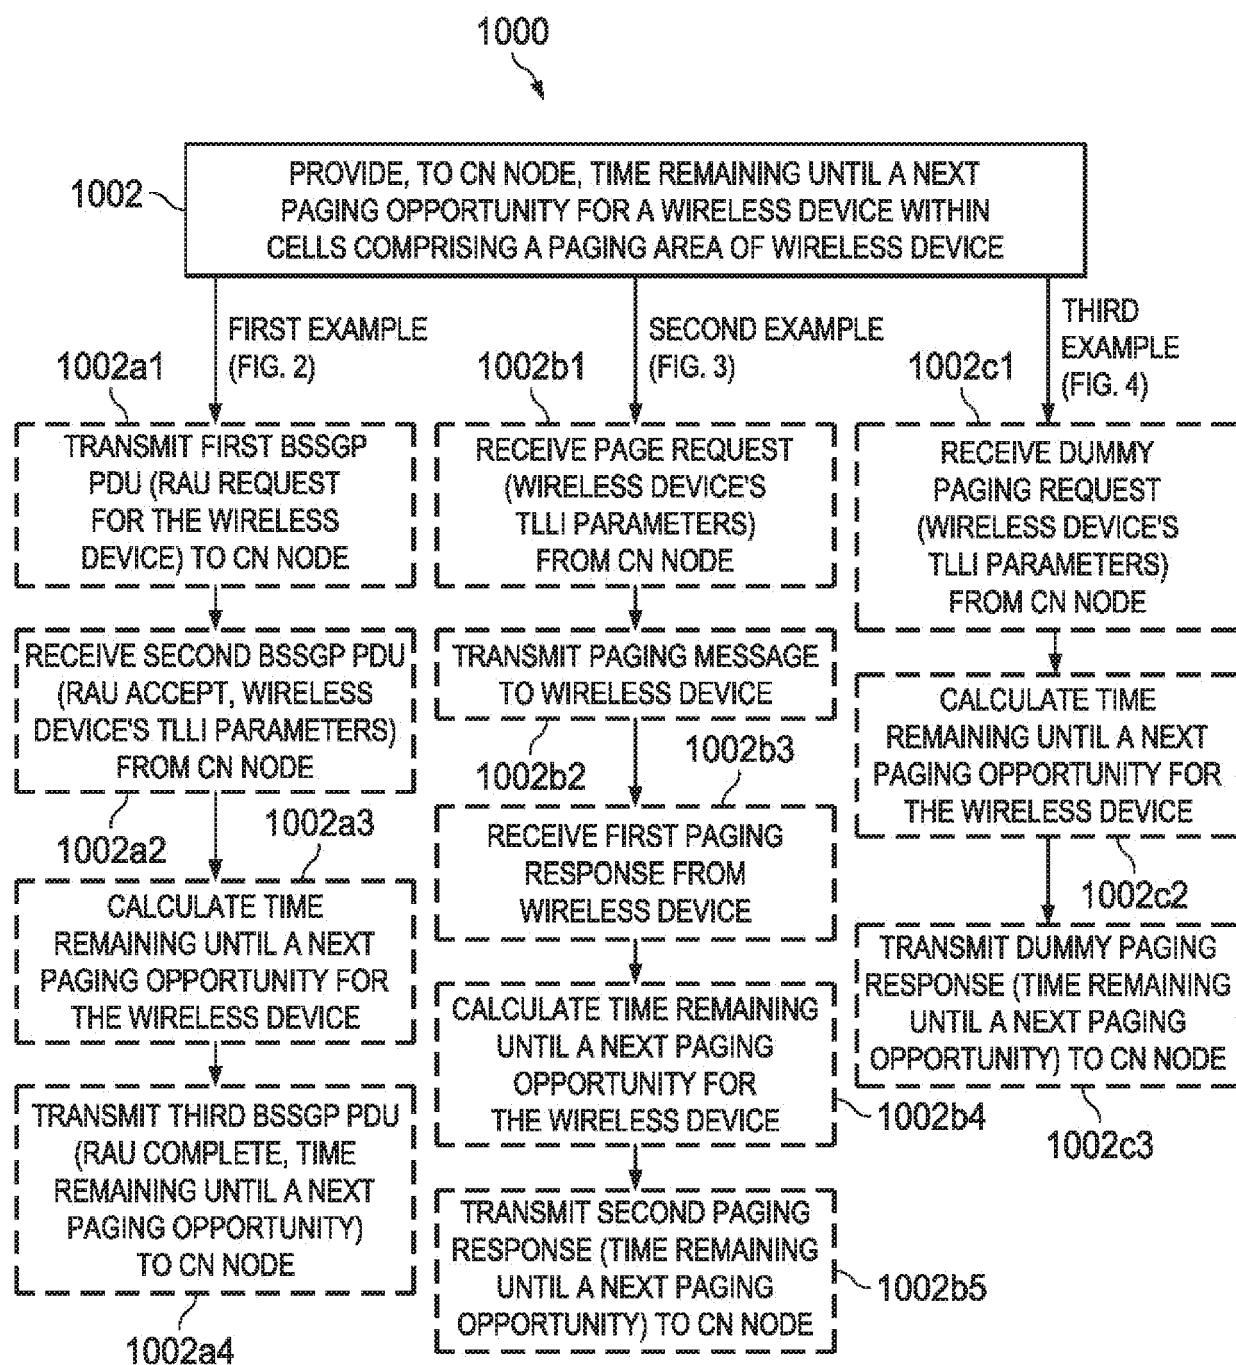 1000
1002
PROVIDE, TO CN NODE, TIME REMAINING UNTIL A NEXT
PAGING OPPORTUNITY FOR A WIRELESS DEVICE WITHIN
CELLS COMPRISING A PAGING AREA OF WIRELESS DEVICE
FIRST EXAMPLE
(FIG. 2)
1002a1
TRANSMIT FIRST BSSGP
PDU (RAU REQUEST
FOR THE WIRELESS
DEVICE) TO CN NODE
RECEIVE SECOND BSSGP PDU
(RAU ACCEPT, WIRELESS
DEVICE'S TLLI PARAMETERS)
FROM CN NODE
1002a2
1002a3
CALCULATE TIME
REMAINING UNTIL A NEXT
PAGING OPPORTUNITY FOR
THE WIRELESS DEVICE
TRANSMIT THIRD BSSGP PDU
(RAU COMPLETE, TIME
REMAINING UNTIL A NEXT
PAGING OPPORTUNITY)
TO CN NODE
1002a4
SECOND EXAMPLE
(FIG. 3)
1002b1
RECEIVE PAGE REQUEST
(WIRELESS DEVICE'S
TLLI PARAMETERS)
FROM CN NODE
TRANSMIT PAGING MESSAGE
TO WIRELESS DEVICE
1002b2
1002b3
RECEIVE FIRST PAGING
RESPONSE FROM
WIRELESS DEVICE
CALCULATE TIME REMAINING
UNTIL A NEXT PAGING
OPPORTUNITY FOR
THE WIRELESS DEVICE
1002b4
TRANSMIT SECOND PAGING
RESPONSE (TIME REMAINING
UNTIL A NEXT PAGING
OPPORTUNITY) TO CN NODE
1002b5
THIRD
EXAMPLE
(FIG. 4)
1002c1
RECEIVE DUMMY
PAGING REQUEST
(WIRELESS DEVICE'S
TLLI PARAMETERS)
FROM CN NODE
CALCULATE TIME
REMAINING UNTIL A NEXT
PAGING OPPORTUNITY FOR
THE WIRELESS DEVICE
1002c2
TRANSMIT DUMMY PAGING
RESPONSE (TIME REMAINING
UNTIL A NEXT PAGING
OPPORTUNITY) TO CN NODE
1002c3